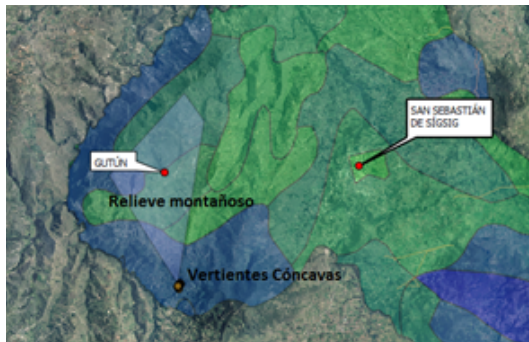 SAN SEBASTIÁN
DE SÍGSIG
GUTÚN
Relieve montañoso
Vertientes Cóncavas